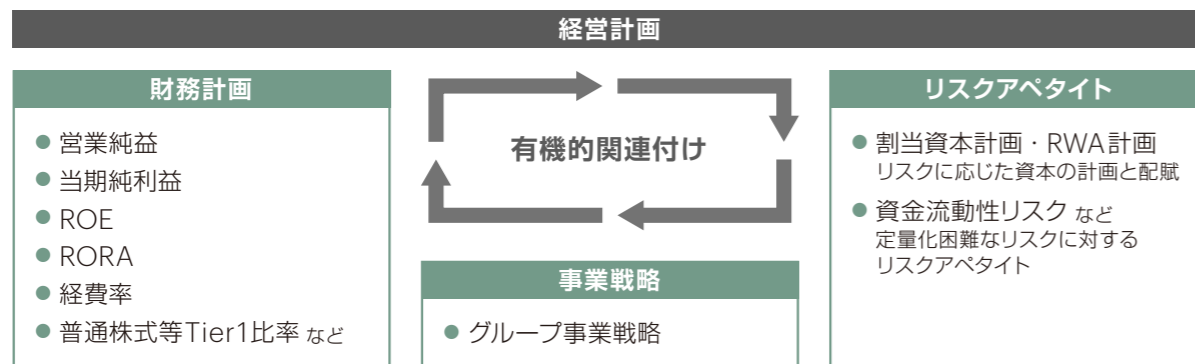 経営計画
財務計画
● 営業純益
● 当期純利益
● ROE
● RORA
● 経費率
● 普通株式等Tier1比率 など
有機的関連付け
事業戦略
● グループ事業戦略
リスクアペタイト
● 割当資本計画・RWA計画
リスクに応じた資本の計画と配賦
● 資金流動性リスク など
定量化困難なリスクに対する
リスクアペタイト